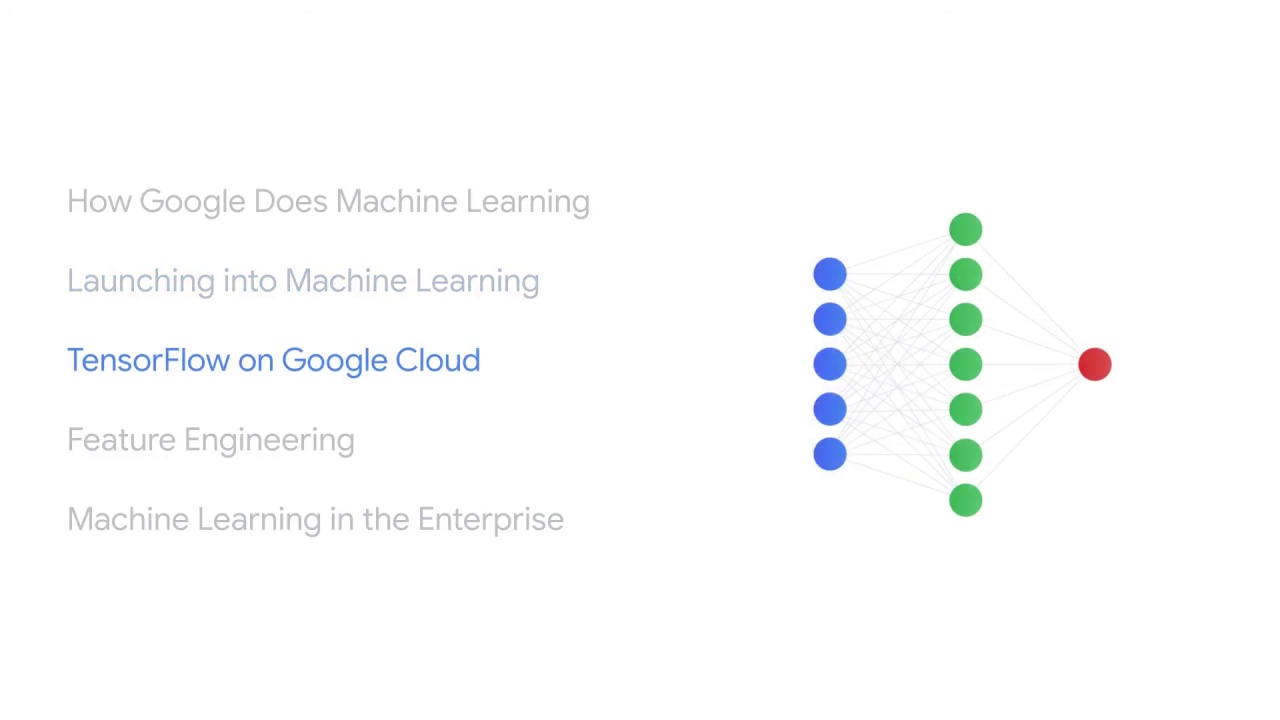 How Google Does Machine Learning
Launching into Machine Learning
TensorFlow on Google Cloud
Feature Engineering
Machine Learning in the Enterprise